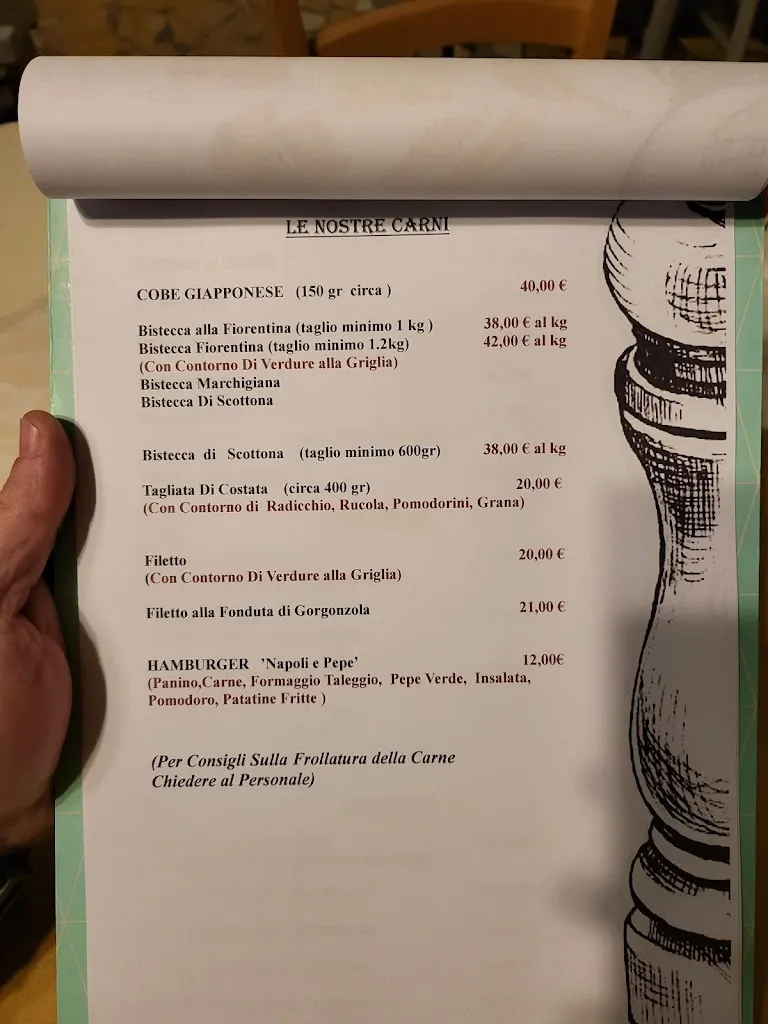 LE NOSTRE CARNI
COBE GIAPPONESE (150 gr circa ) 40,00 €
Bistecca alla Fiorentina (taglio minimo 1 kg ) 38,00 € al kg
Bistecca Fiorentina (taglio minimo 1.2kg) 42,00 € al kg
(Con Contorno Di Verdure alla Griglia)
Bistecca Marchigiana
Bistecca Di Scottona
Bistecca di Scottona (taglio minimo 600gr) 38,00 € al kg
Tagliata Di Costata (circa 400 gr) 20,00 €
(Con Contorno di Radicchio, Rucola, Pomodorini, Grana)
Filetto 20,00 €
(Con Contorno Di Verdure alla Griglia)
Filetto alla Fonduta di Gorgonzola 21,00 €
HAMBURGER 'Napoli e Pepe' 12,00€
(Panino,Carne, Formaggio Taleggio, Pepe Verde, Insalata,
Pomodoro, Patatine Fritte )
(Per Consigli Sulla Frollatura della Carne
Chiedere al Personale)